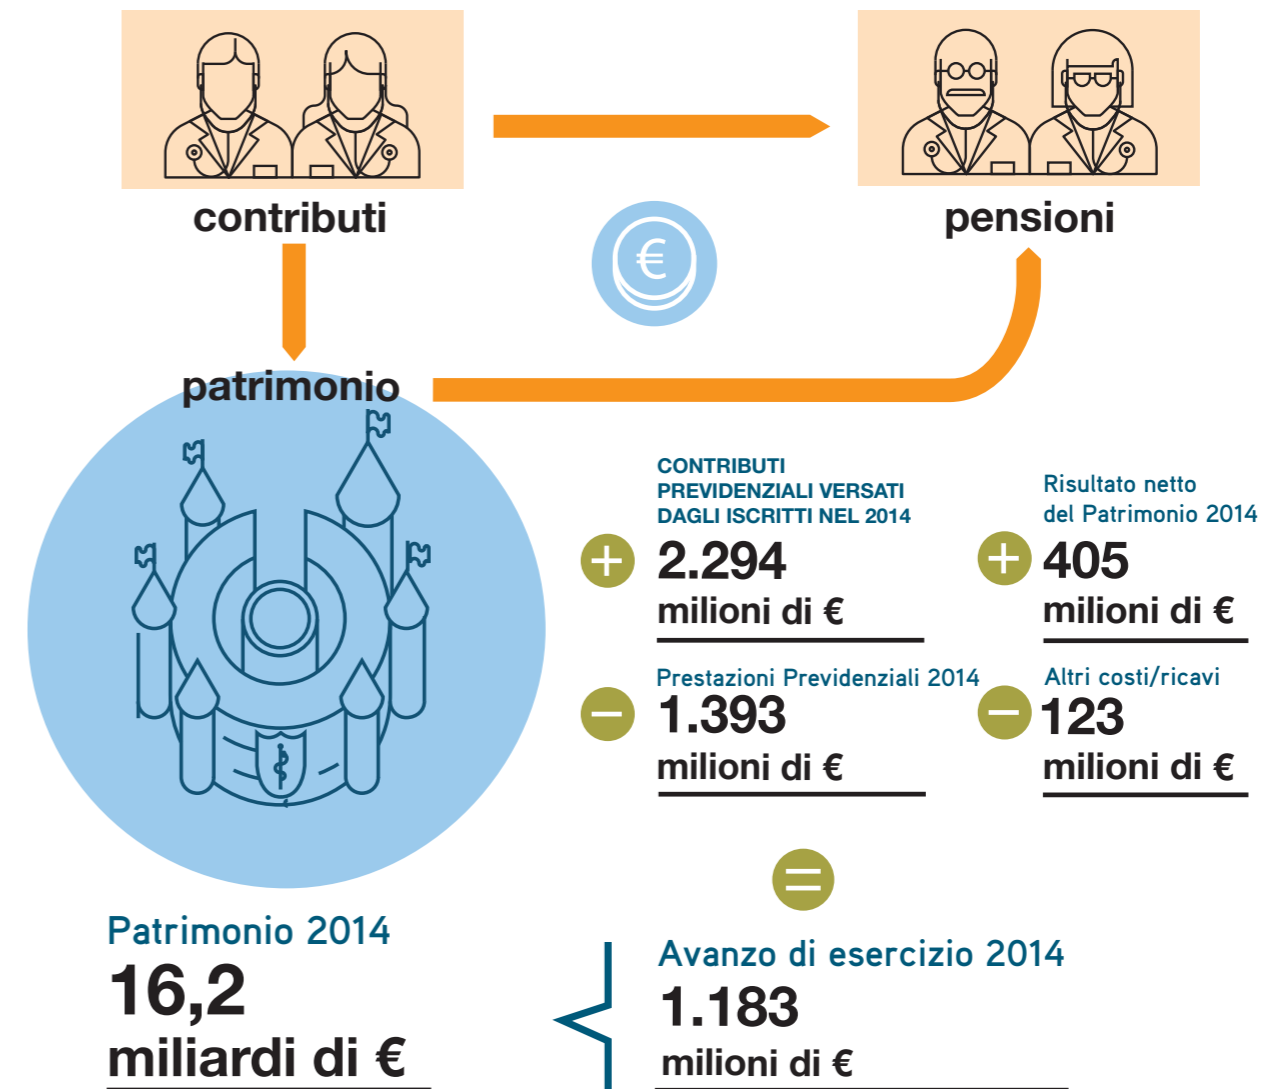 contributi
pensioni
€
patrimonio
CONTRIBUTI
PREVIDENZIALI VERSATI
DAGLI ISCRITTI NEL 2014
+ 2.294
milioni di €
Risultato netto
del Patrimonio 2014
+ 405
milioni di €
Prestazioni Previdenziali 2014
− 1.393
milioni di €
Altri costi/ricavi
− 123
milioni di €
=
Patrimonio 2014
16,2
miliardi di €
Avanzo di esercizio 2014
1.183
milioni di €